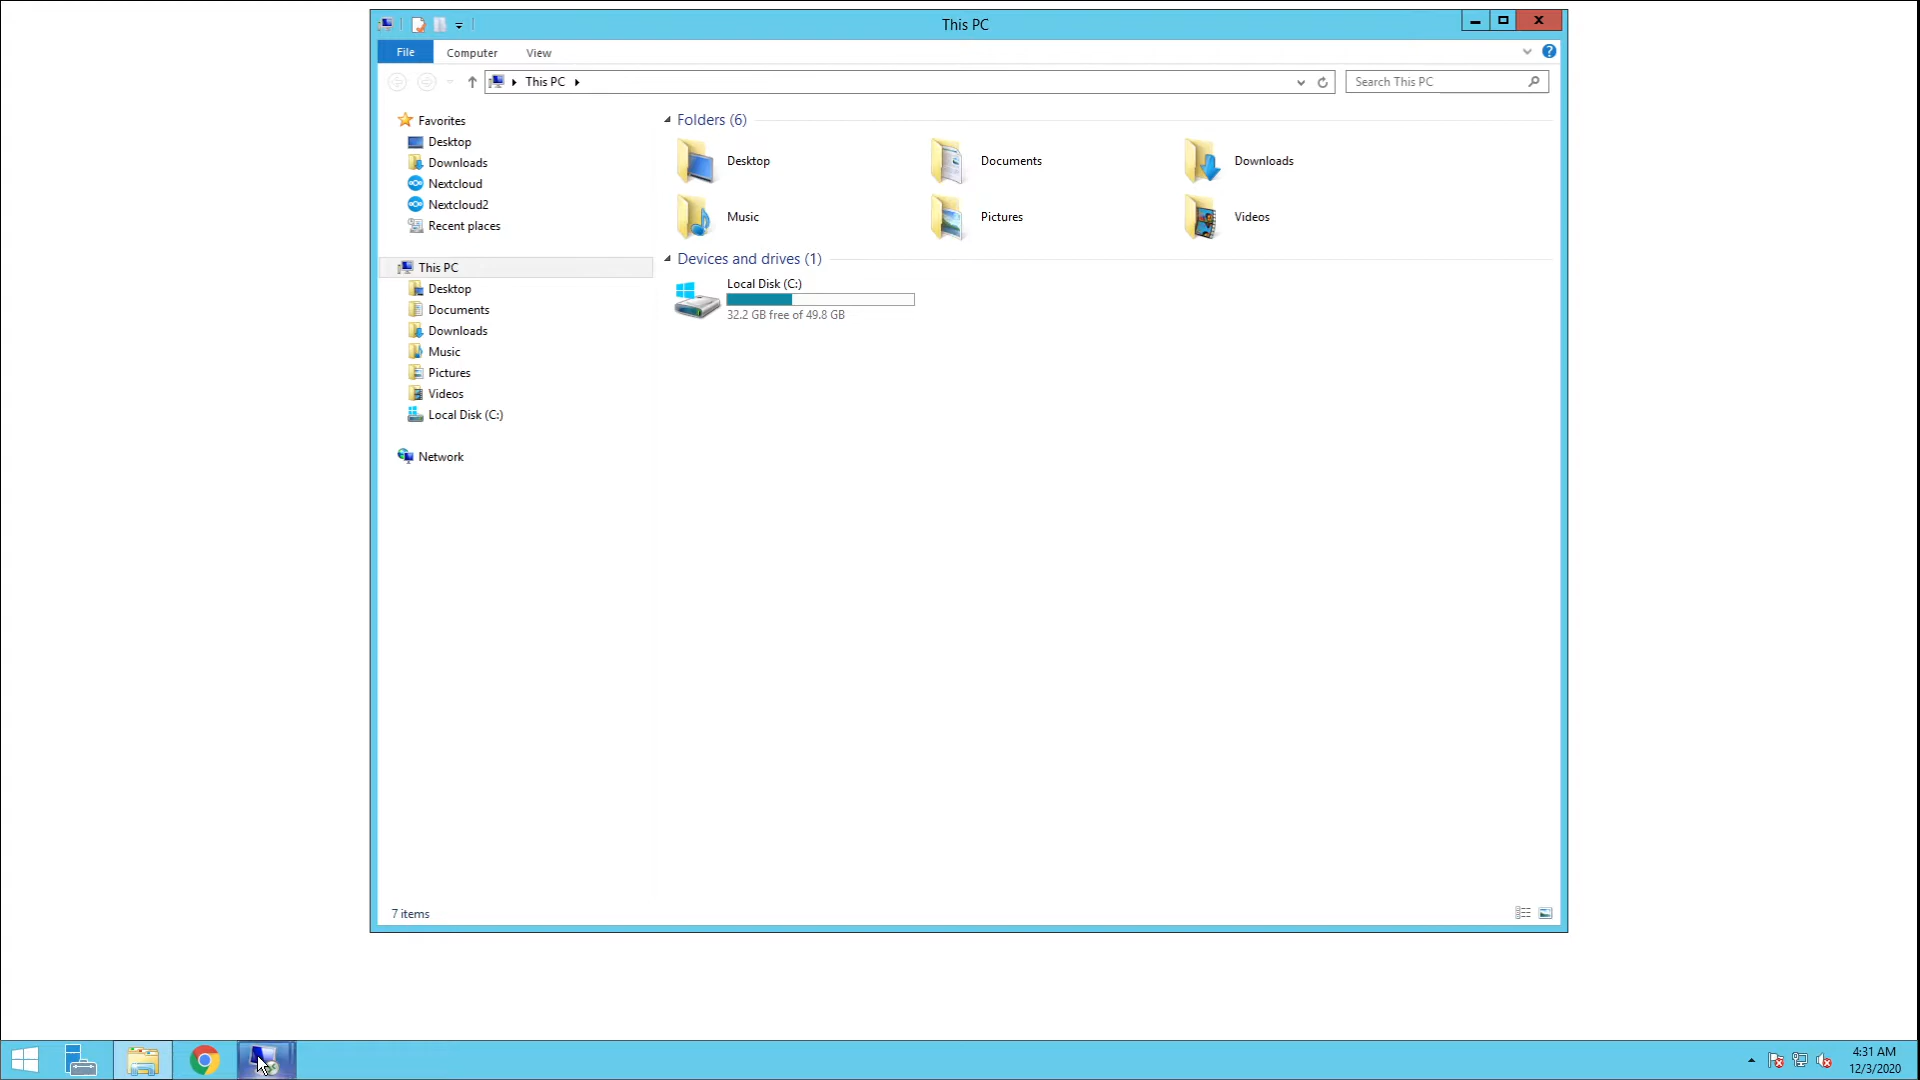 This PC
File Computer View
This PC
Search This PC
Favorites
Desktop
Downloads
Nextcloud
Nextcloud2
Recent places
This PC
Desktop
Documents
Downloads
Music
Pictures
Videos
Local Disk (C:)
Network
Folders (6)
Desktop Documents Downloads
Music Pictures Videos
Devices and drives (1)
Local Disk (C:)
32.2 GB free of 49.8 GB
7 items
4:31 AM
12/3/2020